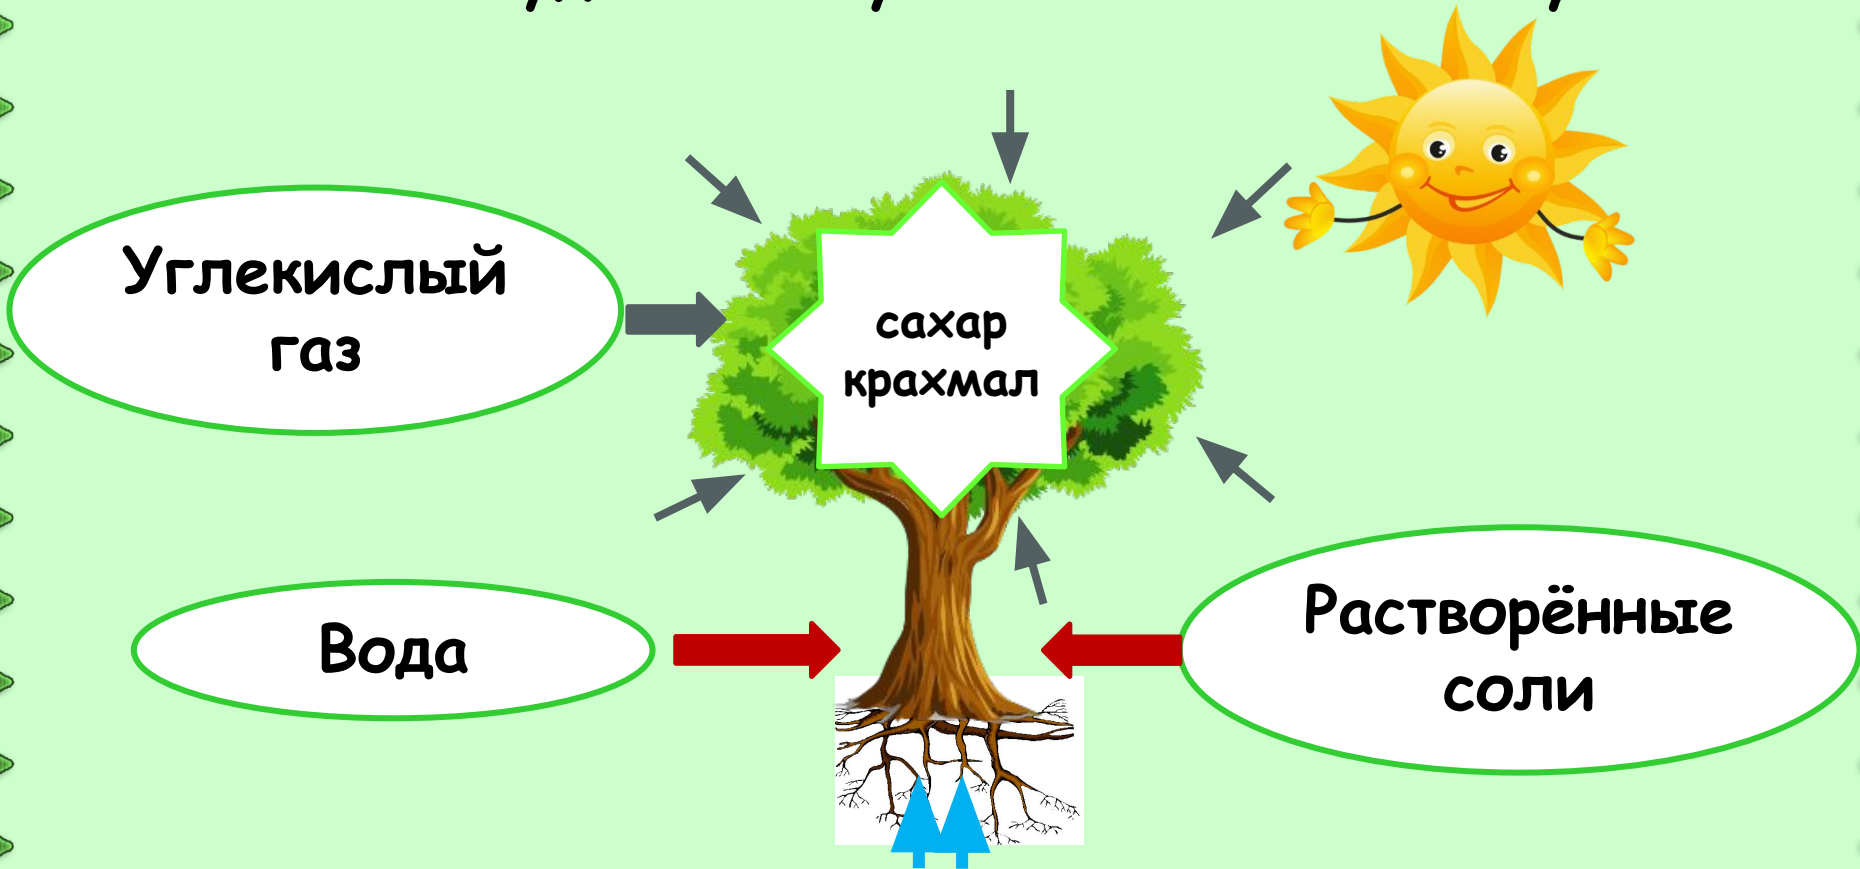 Углекислый
газ
сахар
крахмал
Вода
Растворённые
соли